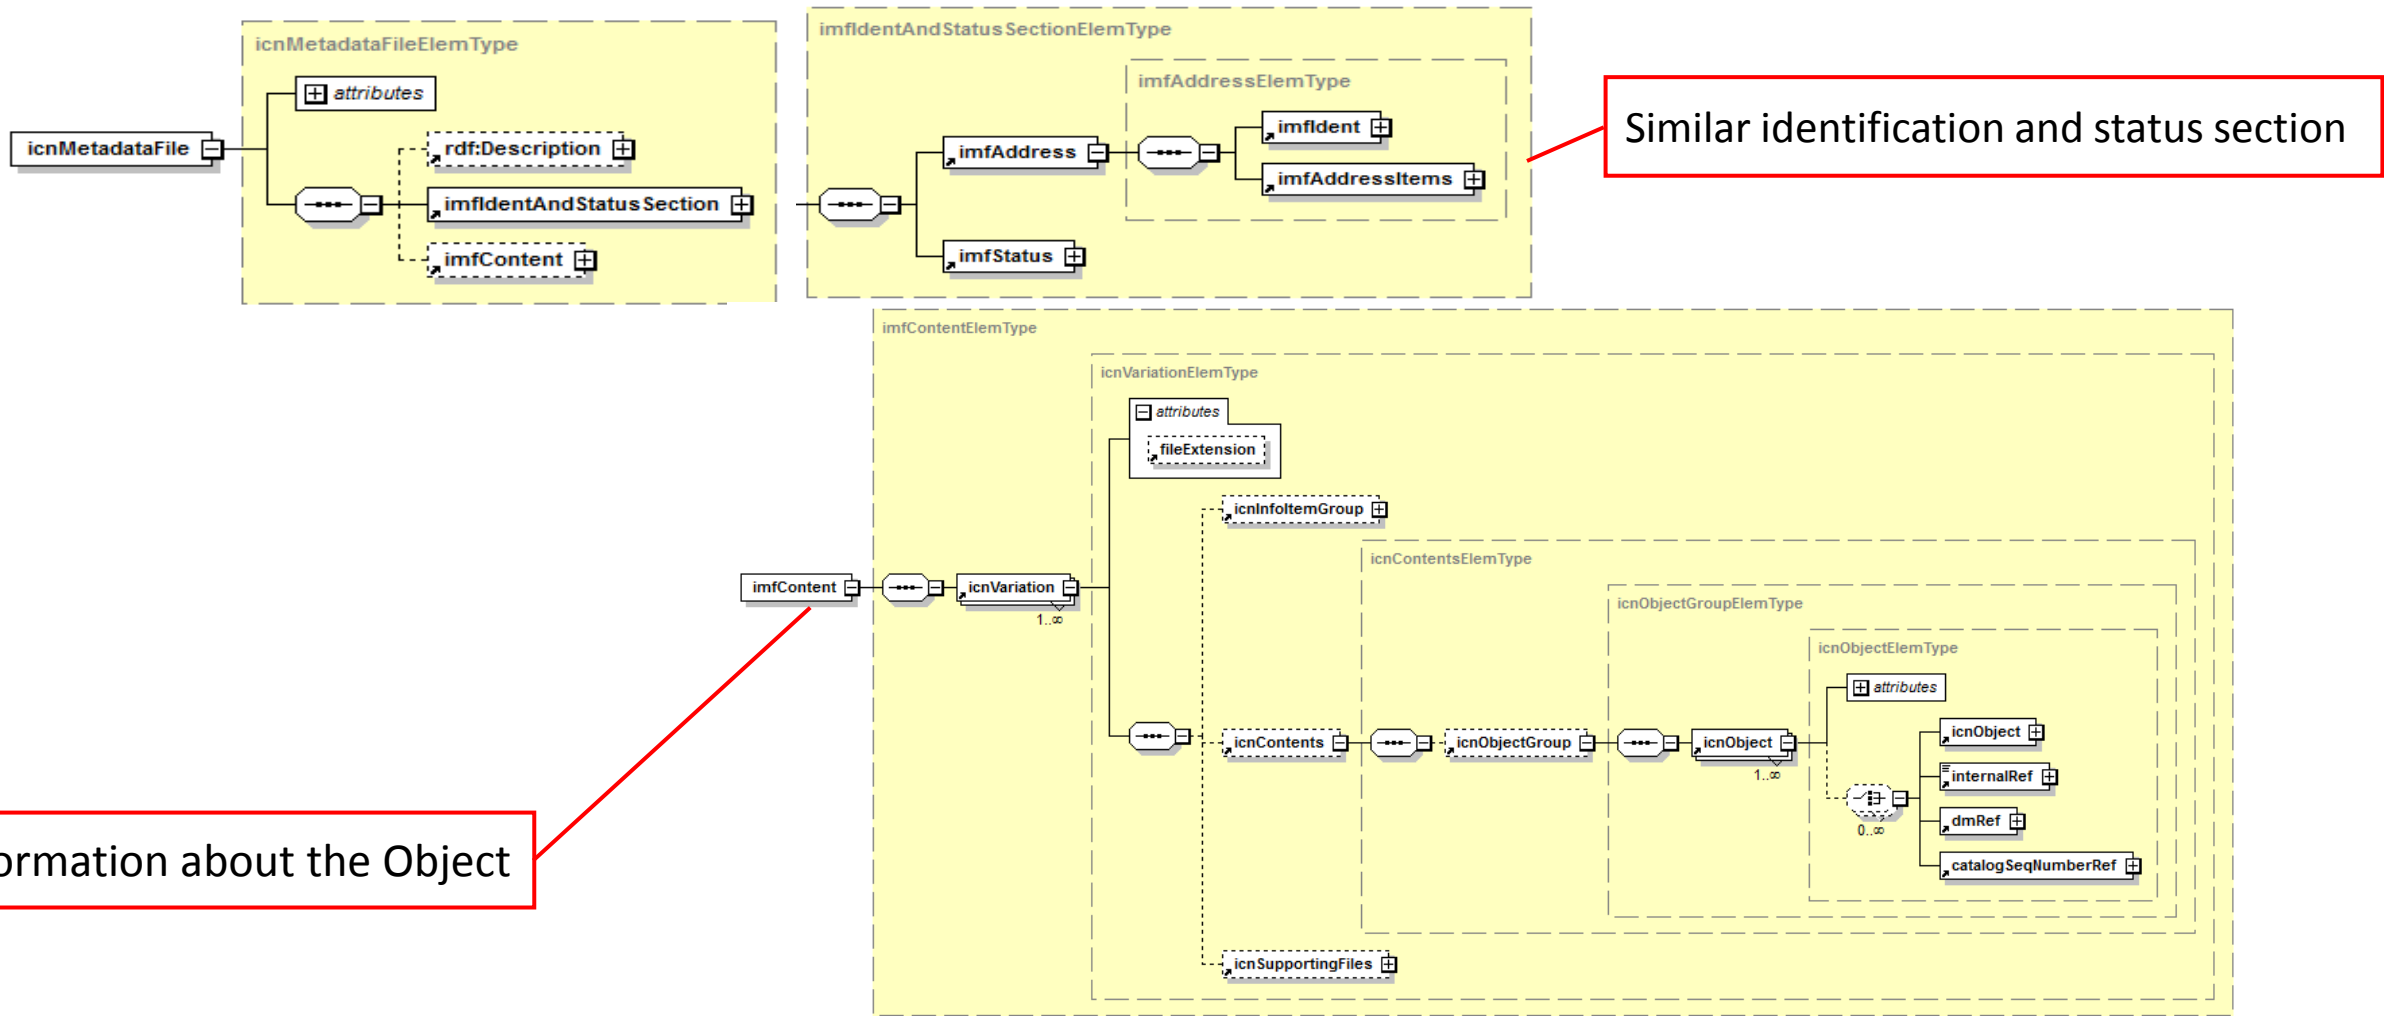 icnMetadataFileElemType
attributes
icnMetadataFile
rdf:Description
imfIdentAndStatusSection
imfContent
imfIdentAndStatusSectionElemType
imfAddressElemType
imfIdent
imfAddress
imfAddressItems
imfStatus
Similar identification and status section
imfContentElemType
icnVariationElemType
attributes
fileExtension
icnInfoItemGroup
icnContentsElemType
imfContent
icnVariation
1..∞
icnObjectGroupElemType
icnObjectElemType
attributes
icnContents
icnObjectGroup
icnObject
1..∞
icnObject
internalRef
0..∞
dmRef
catalogSeqNumberRef
about the Object
icnSupportingFiles